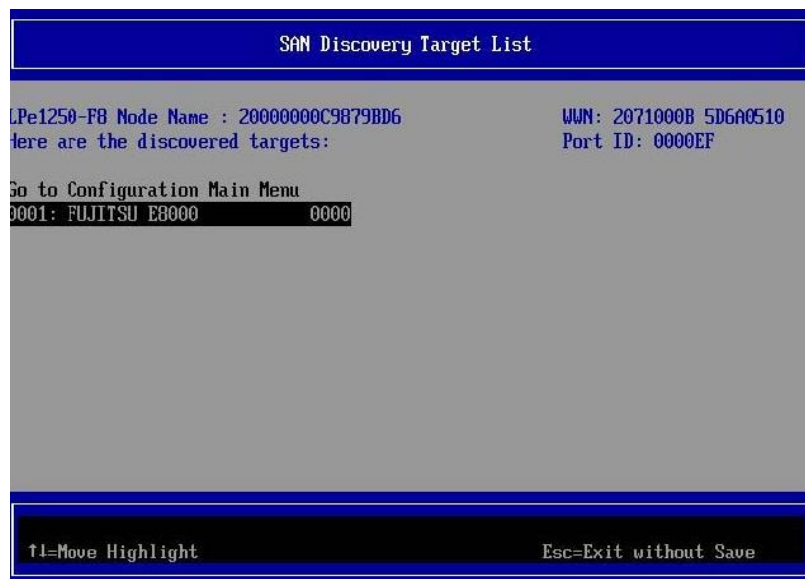 SAN Discovery Target List
LPe1250-F8 Node Name : 20000000C9879BD6 WWN: 2071000B 5D6A0510
Here are the discovered targets: Port ID: 0000EF
Go to Configuration Main Menu
0001: FUJITSU E8000 0000
↑↓=Move Highlight Esc=Exit without Save